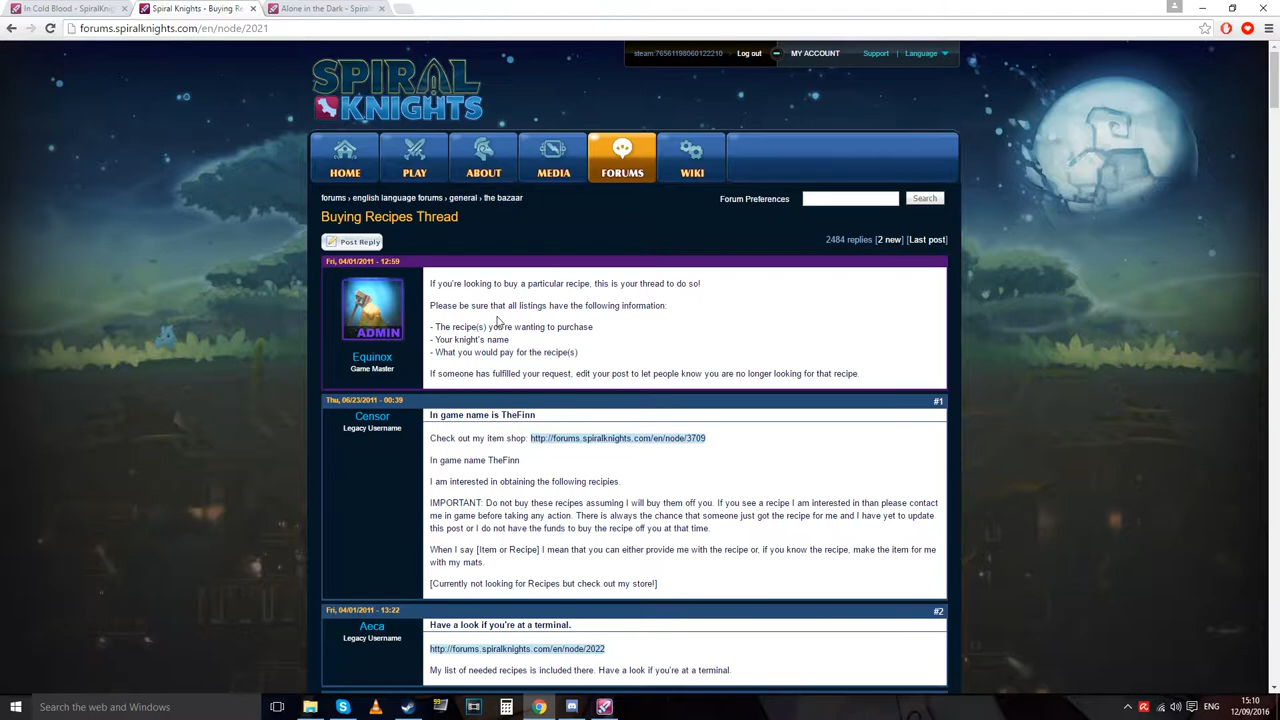 In Cold Blood - SpiralKnig
Spiral Knights - Buying Re
Alone in the Dark - SpiralK
forums.spiralknights.com/en/node/2021
steam:76561198060122210 Log out MY ACCOUNT Support | Language
SPIRAL KNIGHTS
HOME PLAY ABOUT MEDIA FORUMS WIKI
forums › english language forums › general › the bazaar
Forum Preferences Search
Buying Recipes Thread
Post Reply
2484 replies [2 new] [Last post]
Fri, 04/01/2011 - 12:59
ADMIN
Equinox
Game Master
If you're looking to buy a particular recipe, this is your thread to do so!
Please be sure that all listings have the following information:
- The recipe(s) you're wanting to purchase
- Your knight's name
- What you would pay for the recipe(s)
If someone has fulfilled your request, edit your post to let people know you are no longer looking for that recipe.
Thu, 06/23/2011 - 00:39 #1
Censor
Legacy Username
In game name is TheFinn
Check out my item shop: http://forums.spiralknights.com/en/node/3709
In game name TheFinn
I am interested in obtaining the following recipies.
IMPORTANT: Do not buy these recipes assuming I will buy them off you. If you see a recipe I am interested in than please contact
me in game before taking any action. There is always the chance that someone just got the recipe for me and I have yet to update
this post or I do not have the funds to buy the recipe off you at that time.
When I say [Item or Recipe] I mean that you can either provide me with the recipe or, if you know the recipe, make the item for me
with my mats.
[Currently not looking for Recipes but check out my store!]
Fri, 04/01/2011 - 13:22 #2
Aeca
Legacy Username
Have a look if you're at a terminal.
http://forums.spiralknights.com/en/node/2022
My list of needed recipes is included there. Have a look if you're at a terminal.
Search the web and Windows
ENG
15:10
12/09/2016